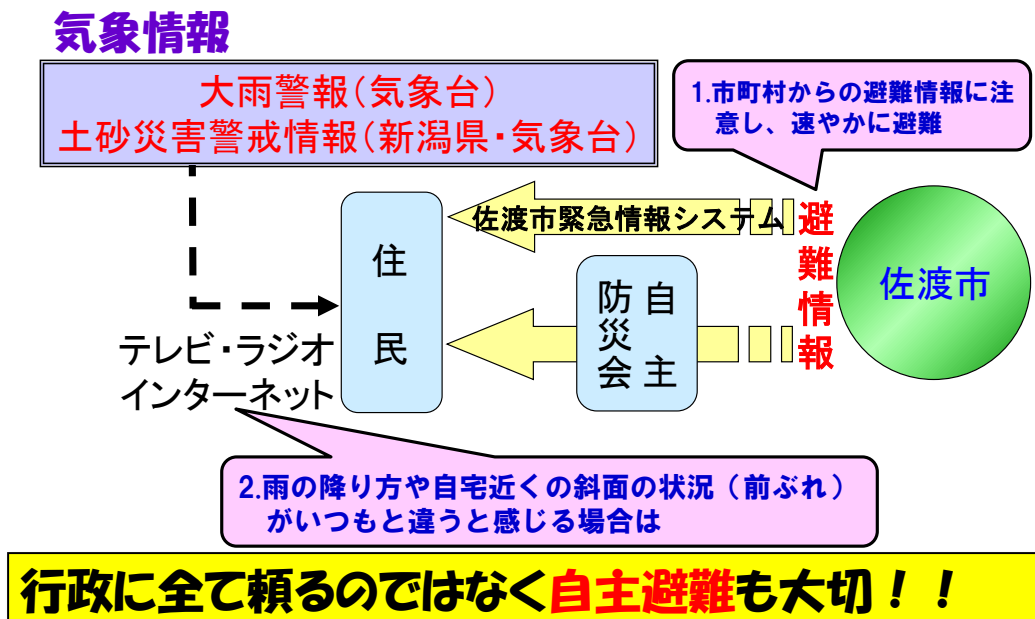 気象情報
大雨警報(気象台)
土砂災害警戒情報(新潟県・気象台)
1.市町村からの避難情報に注
意し、速やかに避難
佐渡市緊急情報システム
避難情報
佐渡市
住民
自主
防災会
テレビ・ラジオ
インターネット
2.雨の降り方や自宅近くの斜面の状況(前ぶれ)
がいつもと違うと感じる場合は
行政に全て頼るのではなく自主避難も大切!!